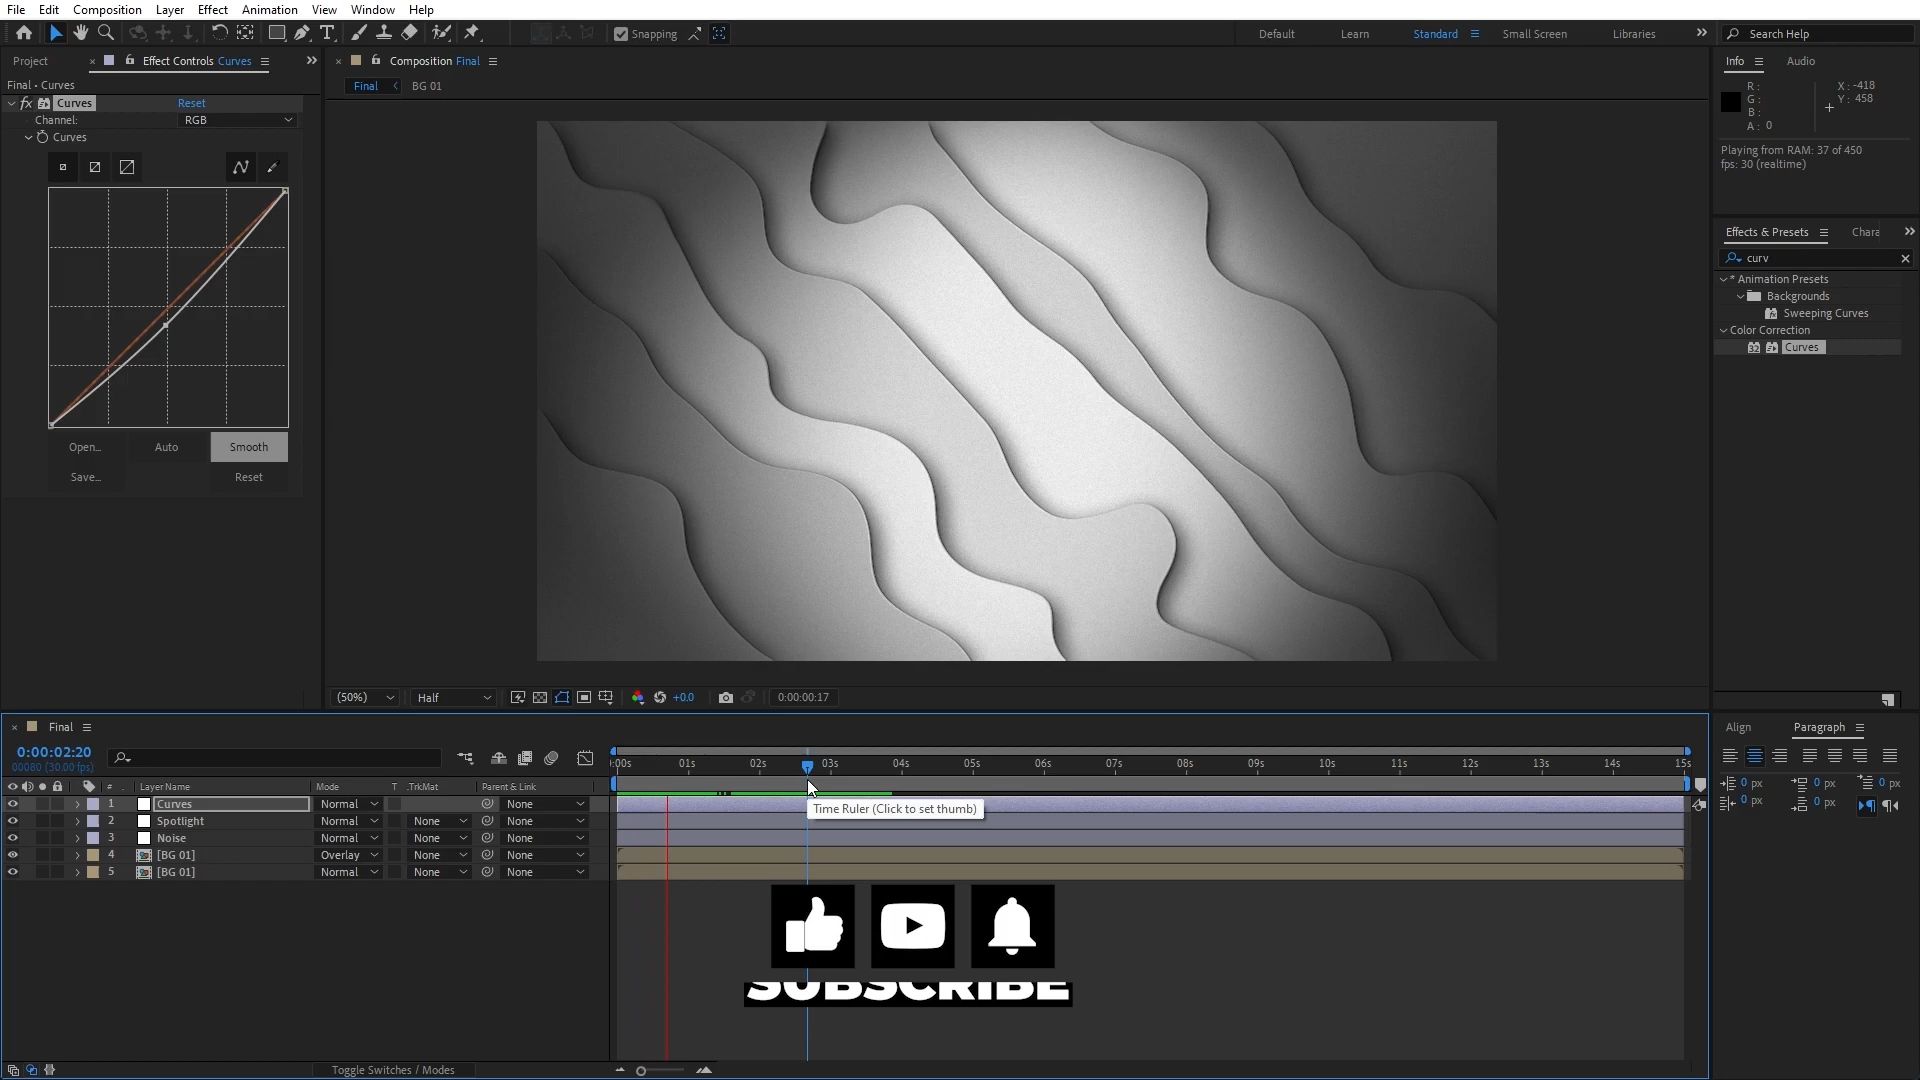 File Edit Composition Layer Effect Animation View Window Help
Snapping
Default Learn Standard Small Screen Libraries
Search Help
Project
Effect Controls Curves
Final • Curves
fx Curves Reset
Channel: RGB
Curves
Open... Auto Smooth
Save... Reset
Composition Final
Final BG 01
(50%) Half +0.0 0:00:00:17
Info Audio
R :
G :
B :
A : 0
X : -418
Y : 458
Playing from RAM: 37 of 450
fps: 30 (realtime)
Effects & Presets Chara
curv
* Animation Presets
Backgrounds
Sweeping Curves
Color Correction
32 Curves
Final
0:00:02:20
00080 (30.00 fps)
# Layer Name Mode T .TrkMat Parent & Link
1 Curves Normal None
2 Spotlight Normal None None
3 Noise Normal None None
4 [BG 01] Overlay None None
5 [BG 01] Normal None None
):00s 01s 02s 03s 04s 05s 06s 07s 08s 09s 10s 11s 12s 13s 14s 15s
Time Ruler (Click to set thumb)
SUBSCRIBE
Toggle Switches / Modes
Align Paragraph
0 px 0 px 0 px
0 px 0 px